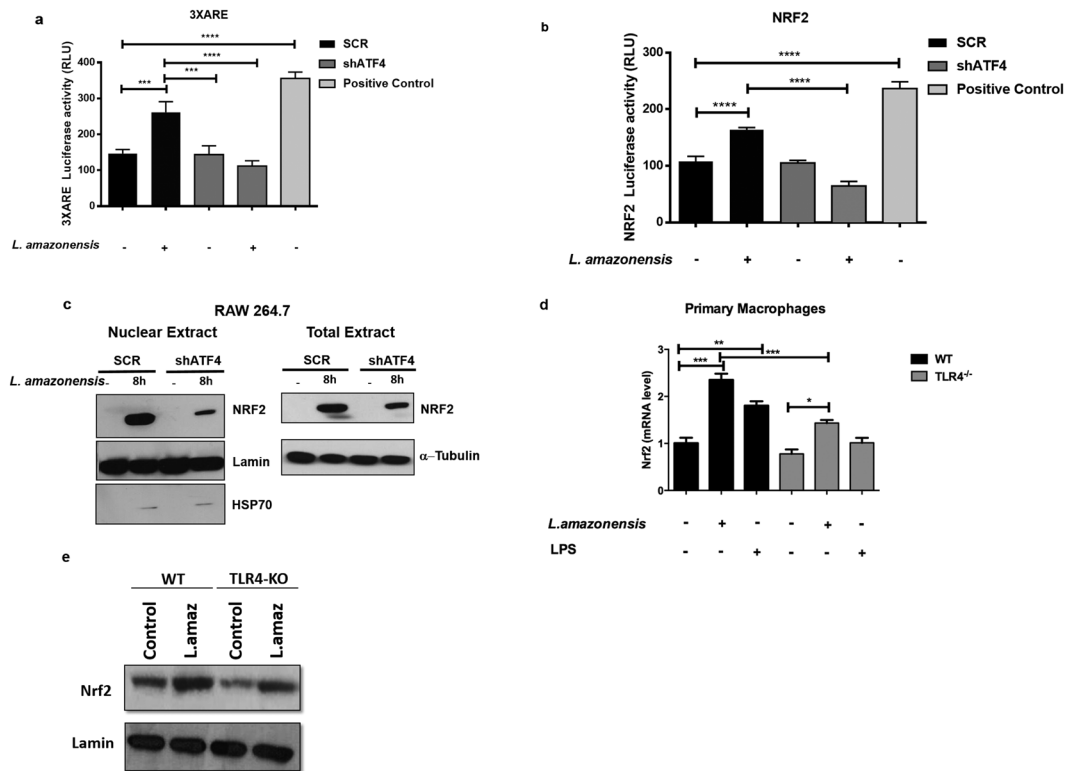 a
3XARE
3XARE Luciferase activity (RLU)
400
300
200
100
0
****
****
*** ***
SCR
shATF4
Positive Control
L. amazonensis - + - + -
b
NRF2
NRF2 Luciferase activity (RLU)
300
200
100
0
****
**** ****
SCR
shATF4
Positive Control
L. amazonensis - + - + -
c
RAW 264.7
Nuclear Extract Total Extract
SCR shATF4 SCR shATF4
L. amazonensis - 8h - 8h - 8h - 8h
NRF2 NRF2
Lamin α-Tubulin
HSP70
d
Primary Macrophages
Nrf2 (mRNA level)
3
2
1
0
**
*** ***
*
WT
TLR4-/-
L.amazonensis - + - - + -
LPS - - + - - +
e
WT TLR4-KO
Control L.amaz Control L.amaz
Nrf2
Lamin